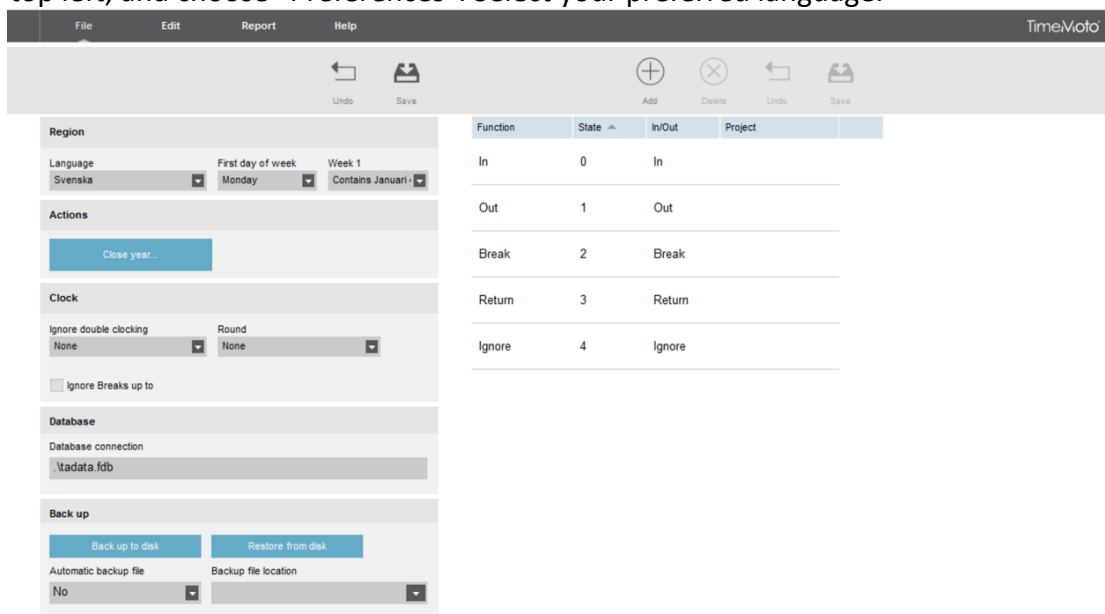 top left, and choose "Preferences". Select your preferred language.
File Edit Report Help TimeMoto
Undo Save Add Delete Undo Save
Region
Language First day of week Week 1
Svenska Monday Contains Januari
Actions
Close year...
Clock
Ignore double clocking Round
None None
Ignore Breaks up to
Database
Database connection
.\tadata.fdb
Back up
Back up to disk Restore from disk
Automatic backup file Backup file location
No
Function State In/Out Project
In 0 In
Out 1 Out
Break 2 Break
Return 3 Return
Ignore 4 Ignore